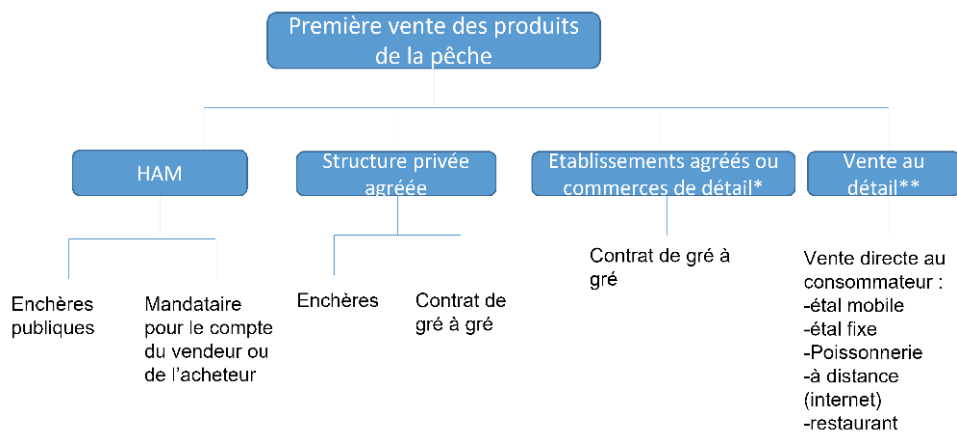 Première vente des produits
de la pêche
HAM
Structure privée
agréée
Etablissements agréés ou
commerces de détail*
Vente au
détail**
Enchères
publiques
Mandataire
pour le compte
du vendeur ou
de l’acheteur
Enchères
Contrat de
gré à gré
Contrat de gré à
gré
Vente directe au
consommateur :
-étal mobile
-étal fixe
-Poissonnerie
-à distance
(internet)
-restaurant